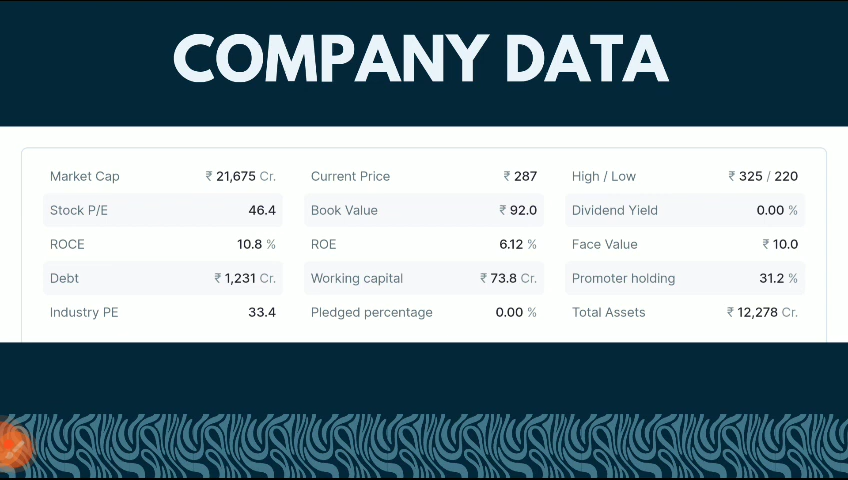 COMPANY DATA
Market Cap ₹ 21,675 Cr. Current Price ₹ 287 High / Low ₹ 325 / 220
Stock P/E 46.4 Book Value ₹ 92.0 Dividend Yield 0.00 %
ROCE 10.8 % ROE 6.12 % Face Value ₹ 10.0
Debt ₹ 1,231 Cr. Working capital ₹ 73.8 Cr. Promoter holding 31.2 %
Industry PE 33.4 Pledged percentage 0.00 % Total Assets ₹ 12,278 Cr.